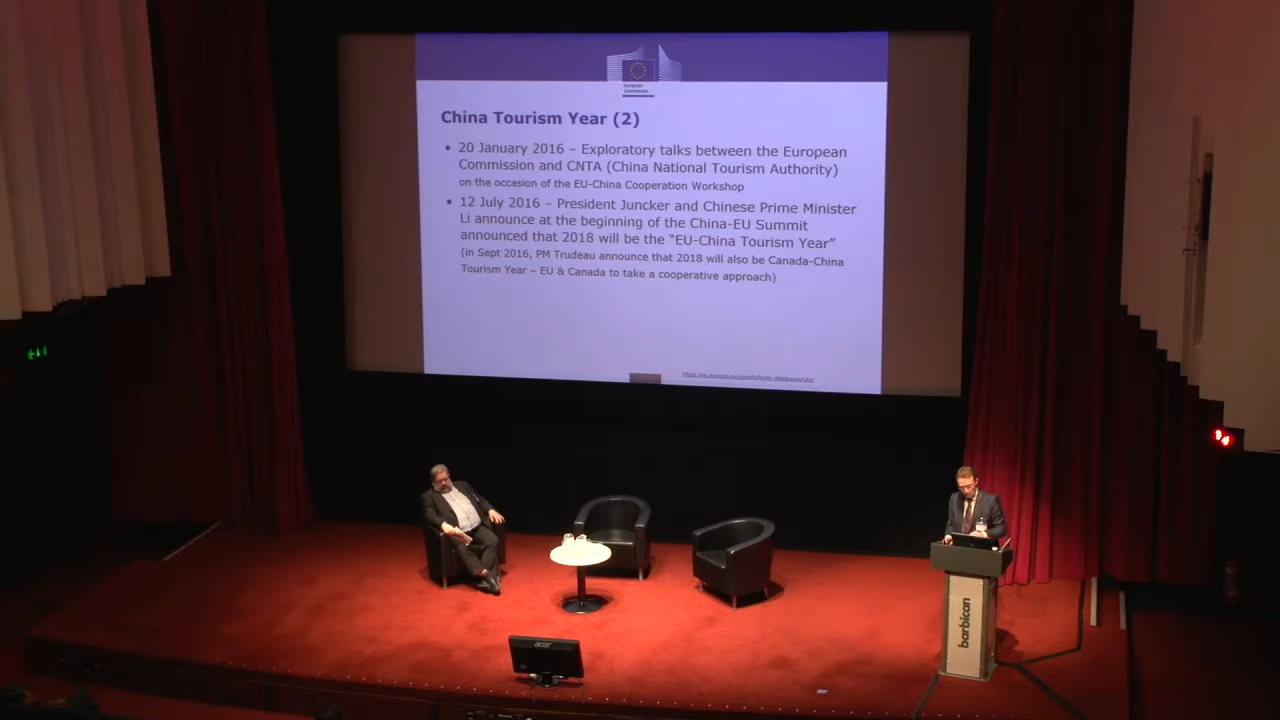 European
Commission
China Tourism Year (2)
• 20 January 2016 – Exploratory talks between the European
Commission and CNTA (China National Tourism Authority)
on the occasion of the EU-China Cooperation Workshop
• 12 July 2016 – President Juncker and Chinese Prime Minister
Li announce at the beginning of the China-EU Summit
announced that 2018 will be the “EU-China Tourism Year”
(in Sept 2016, PM Trudeau announce that 2018 will also be Canada-China
Tourism Year – EU & Canada to take a cooperative approach)
barbican
acer